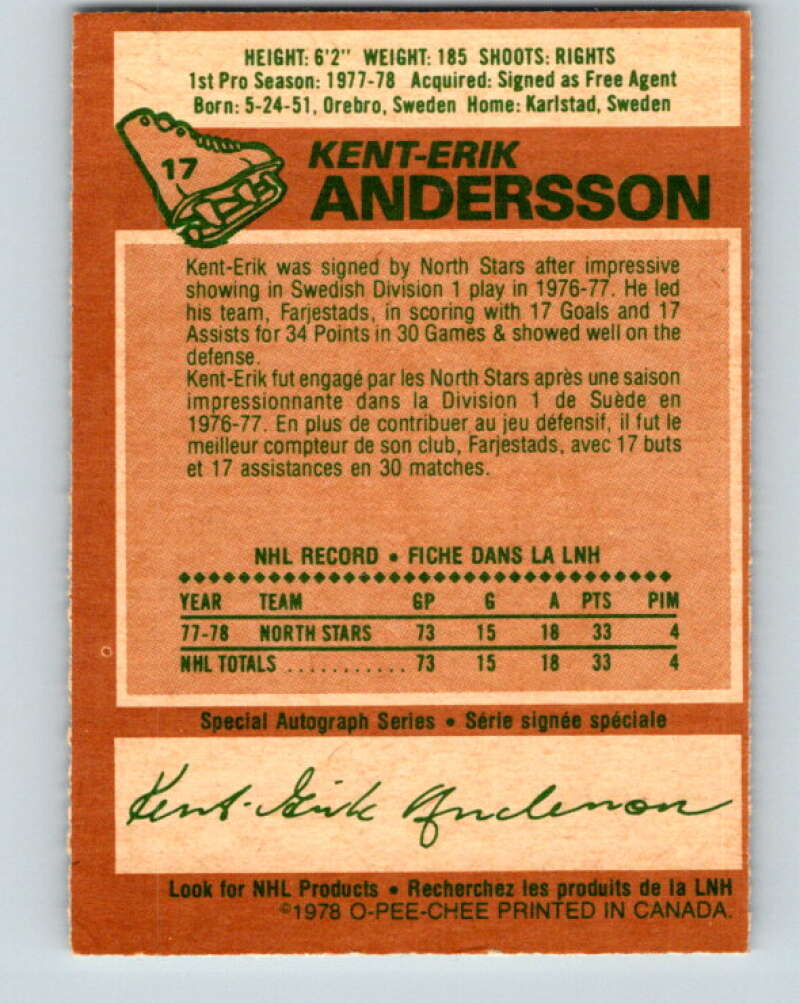 HEIGHT: 6'2" WEIGHT: 185 SHOOTS: RIGHTS
1st Pro Season: 1977-78 Acquired: Signed as Free Agent
Born: 5-24-51, Orebro, Sweden Home: Karlstad, Sweden
17
KENT-ERIK
ANDERSSON
Kent-Erik was signed by North Stars after impressive
showing in Swedish Division 1 play in 1976-77. He led
his team, Farjestads, in scoring with 17 Goals and 17
Assists for 34 Points in 30 Games & showed well on the
defense.
Kent-Erik fut engagé par les North Stars après une saison
impressionnante dans la Division 1 de Suède en
1976-77. En plus de contribuer au jeu défensif, il fut le
meilleur compteur de son club, Farjestads, avec 17 buts
et 17 assistances en 30 matches.
NHL RECORD • FICHE DANS LA LNH
YEAR TEAM GP G A PTS PIM
77-78 NORTH STARS 73 15 18 33 4
NHL TOTALS ........... 73 15 18 33 4
Special Autograph Series • Série signée spéciale
Kent-Erik Andersson
Look for NHL Products • Recherchez les produits de la LNH
©1978 O-PEE-CHEE PRINTED IN CANADA.